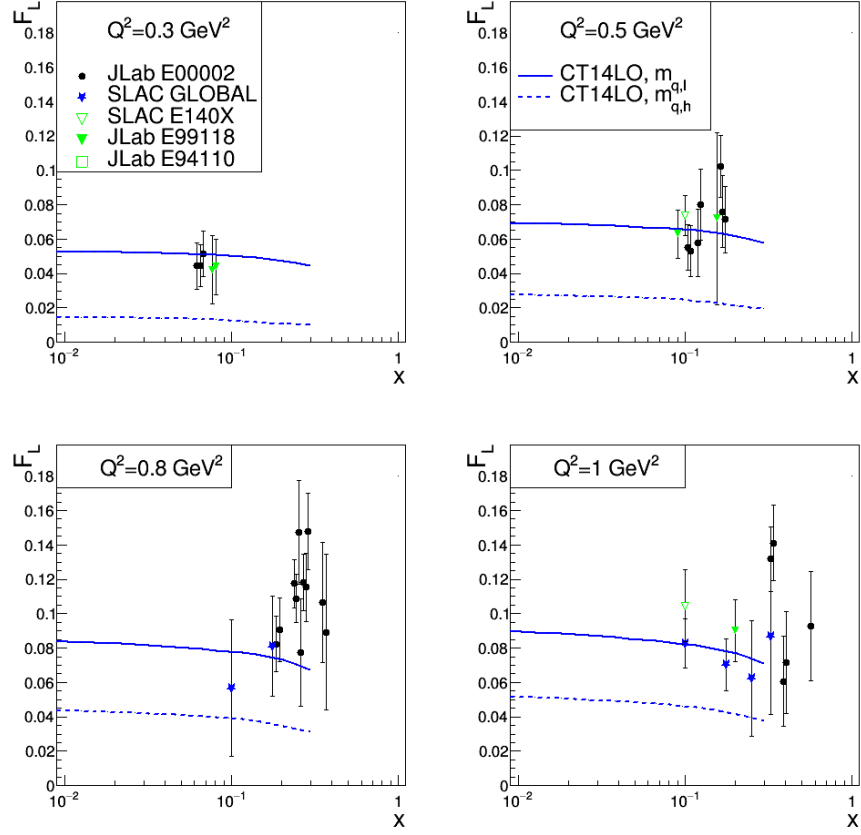 F_L
Q²=0.3 GeV²
JLab E00002
SLAC GLOBAL
SLAC E140X
JLab E99118
JLab E94110
0.18
0.16
0.14
0.12
0.1
0.08
0.06
0.04
0.02
0
10⁻²
10⁻¹
1
x
F_L
Q²=0.5 GeV²
CT14LO, m_{q,l}
CT14LO, m_{q,h}
0.18
0.16
0.14
0.12
0.1
0.08
0.06
0.04
0.02
0
10⁻²
10⁻¹
1
x
F_L
Q²=0.8 GeV²
0.18
0.16
0.14
0.12
0.1
0.08
0.06
0.04
0.02
0
10⁻²
10⁻¹
1
x
F_L
Q²=1 GeV²
0.18
0.16
0.14
0.12
0.1
0.08
0.06
0.04
0.02
0
10⁻²
10⁻¹
1
x